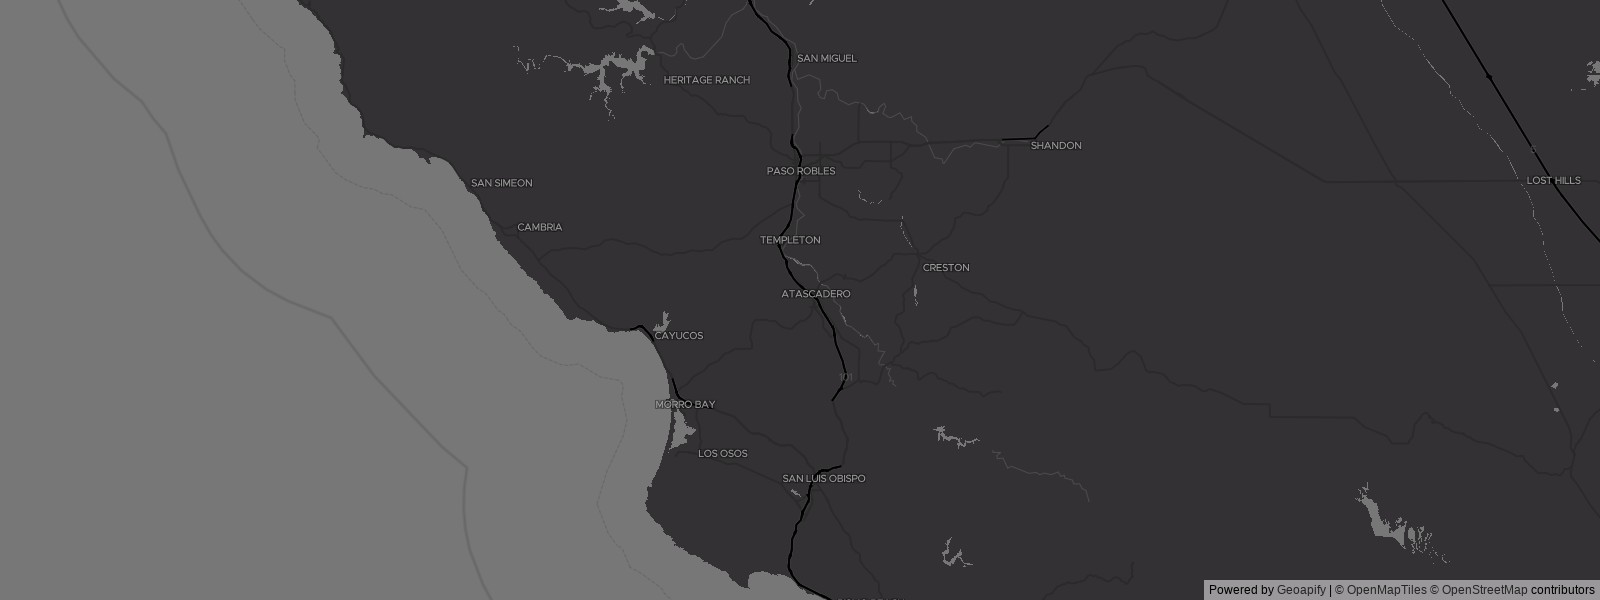 SAN MIGUEL
HERITAGE RANCH
SHANDON
5
PASO ROBLES
LOST HILLS
SAN SIMEON
CAMBRIA
TEMPLETON
CRESTON
ATASCADERO
CAYUCOS
101
MORRO BAY
LOS OSOS
SAN LUIS OBISPO
Powered by Geoapify | © OpenMapTiles © OpenStreetMap contributors